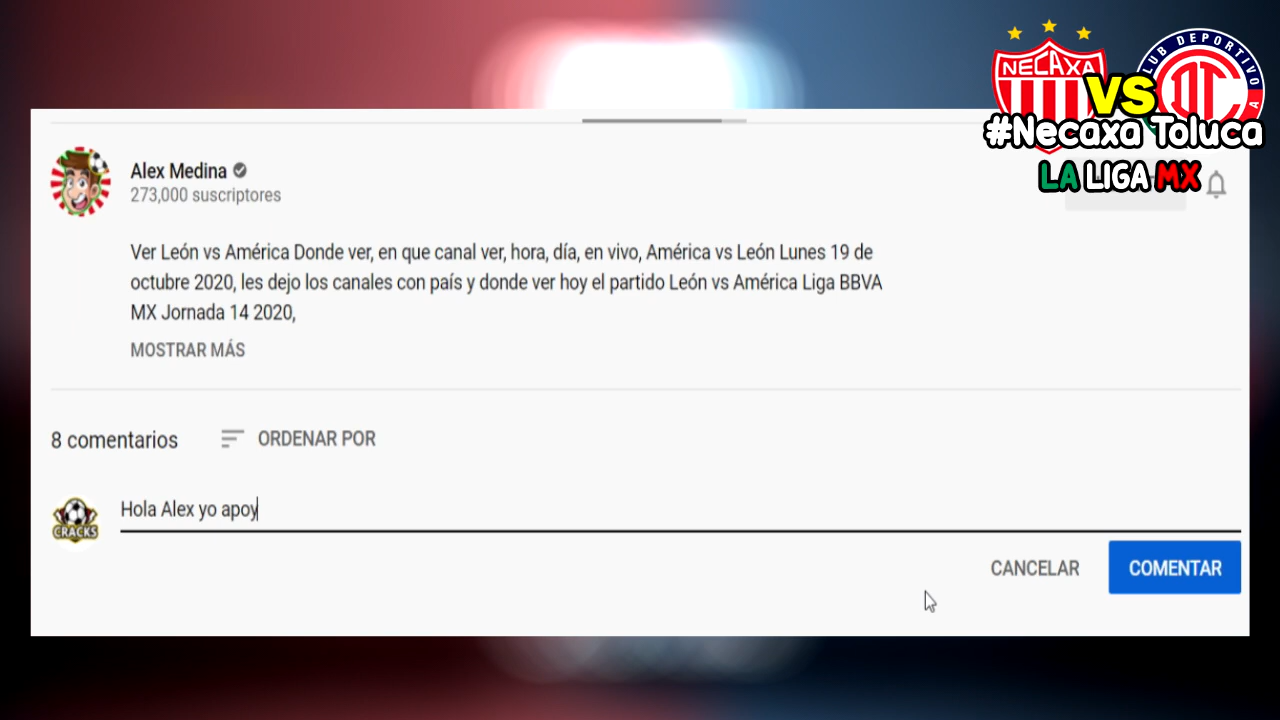 NECAXA
CLUB DEPORTIVO
VS
#Necaxa Toluca
LA LIGA MX
Alex Medina
273,000 suscriptores
Ver León vs América Donde ver, en que canal ver, hora, día, en vivo, América vs León Lunes 19 de
octubre 2020, les dejo los canales con país y donde ver hoy el partido León vs América Liga BBVA
MX Jornada 14 2020,
MOSTRAR MÁS
8 comentarios
ORDENAR POR
Hola Alex yo apoy
CRACKS
CANCELAR
COMENTAR